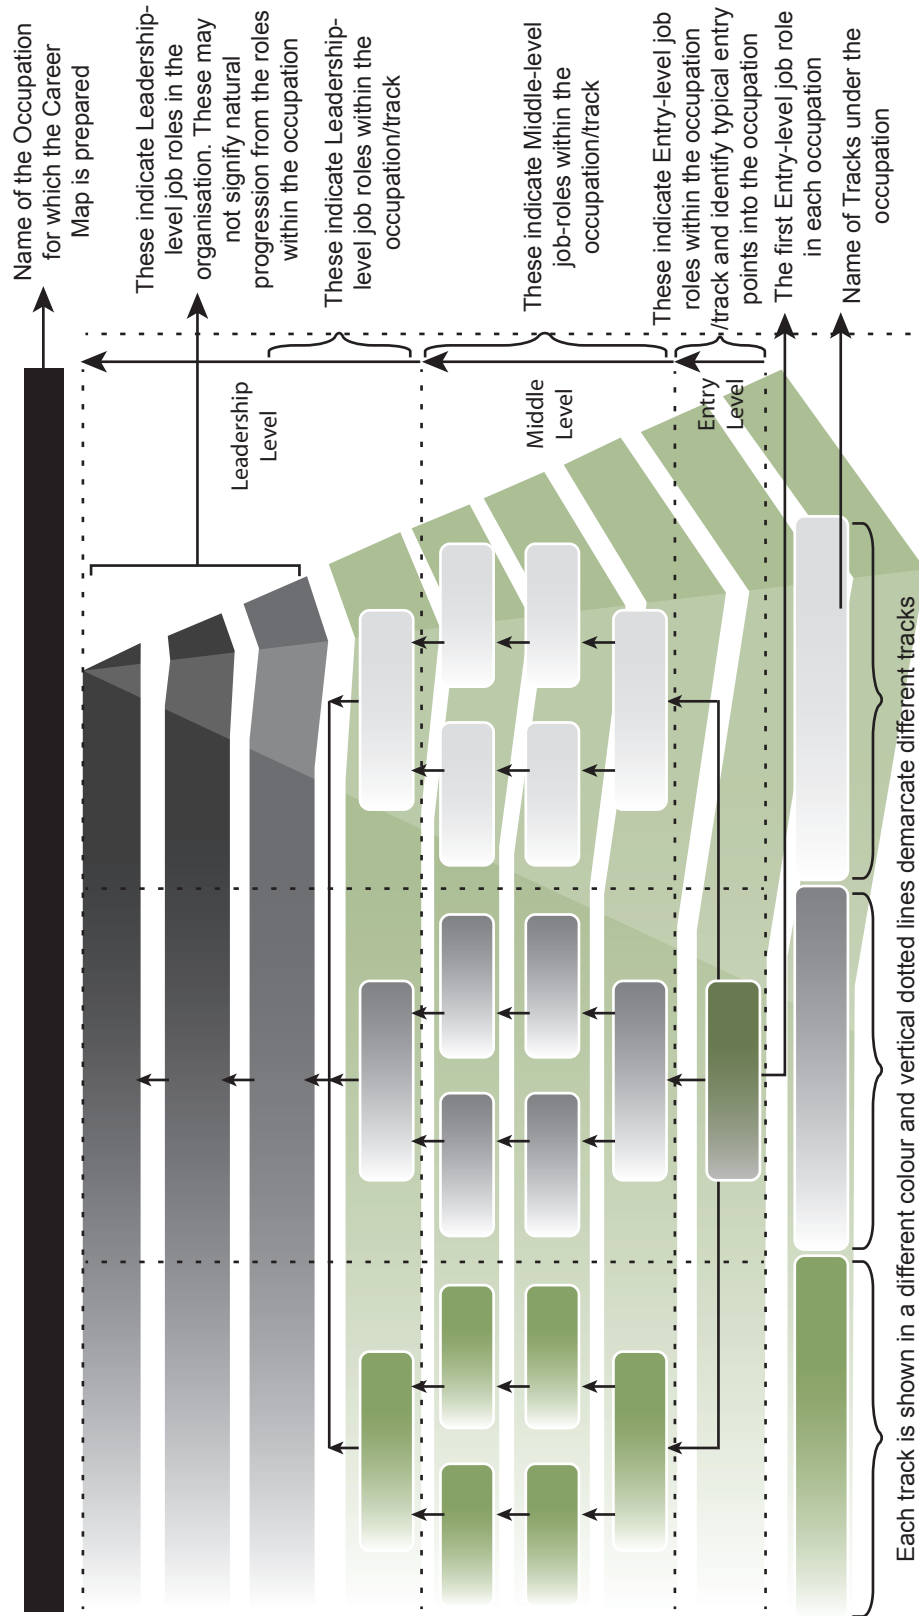 Name of the Occupation
for which the Career
Map is prepared
These indicate Leadership-
level job roles in the
organisation. These may
not signify natural
progression from the roles
within the occupation
These indicate Leadership-
level job roles within the
occupation/track
These indicate Middle-level
job-roles within the
occupation/track
These indicate Entry-level job
roles within the occupation
/track and identify typical entry
points into the occupation
The first Entry-level job role
in each occupation
Name of Tracks under the
occupation
Leadership
Level
Middle
Level
Entry
Level
Each track is shown in a different colour and vertical dotted lines demarcate different tracks